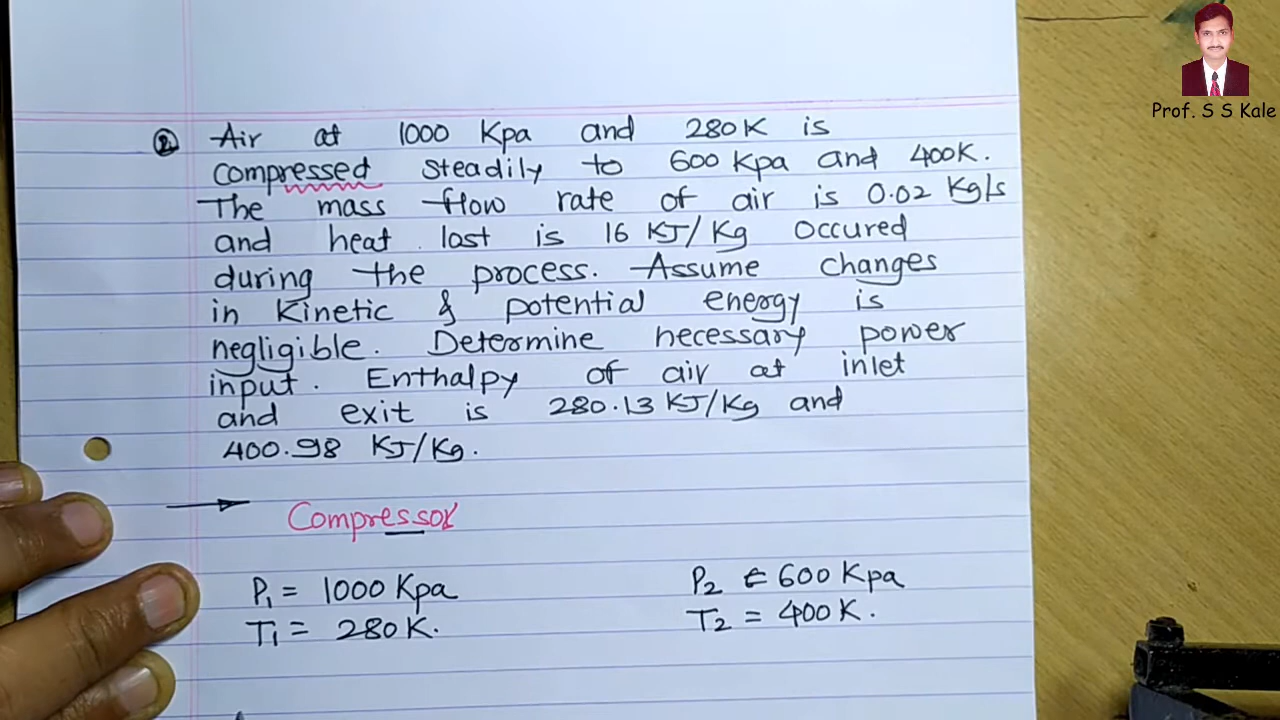 Prof. S S Kale
② Air at 1000 Kpa and 280K is
compressed steadily to 600 Kpa and 400K.
The mass flow rate of air is 0.02 Kg/s
and heat lost is 16 KJ/Kg occured
during the process. Assume changes
in Kinetic & potential energy is
negligible. Determine necessary power
input. Enthalpy of air at inlet
and exit is 280.13 KJ/Kg and
400.98 KJ/Kg.
Compressor
P1 = 1000 Kpa P2 = 600 Kpa
T1 = 280 K. T2 = 400 K.